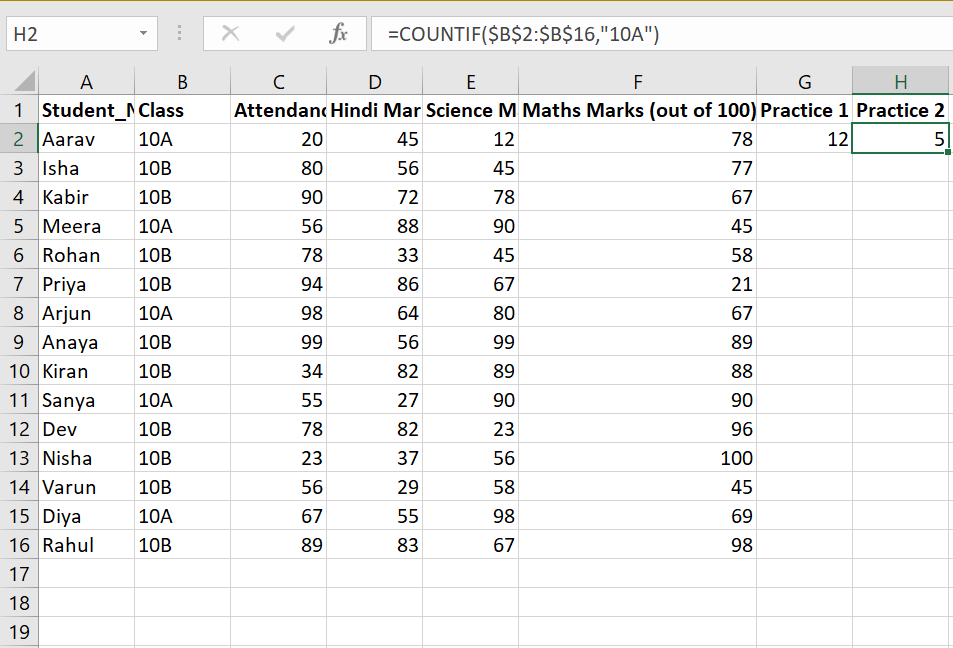 H2 fx =COUNTIF($B$2:$B$16,"10A")
A B C D E F G H
1 Student_N Class Attendanc Hindi Mar Science M Maths Marks (out of 100) Practice 1 Practice 2
2 Aarav 10A 20 45 12 78 12 5
3 Isha 10B 80 56 45 77
4 Kabir 10B 90 72 78 67
5 Meera 10A 56 88 90 45
6 Rohan 10B 78 33 45 58
7 Priya 10B 94 86 67 21
8 Arjun 10A 98 64 80 67
9 Anaya 10B 99 56 99 89
10 Kiran 10B 34 82 89 88
11 Sanya 10A 55 27 90 90
12 Dev 10B 78 82 23 96
13 Nisha 10B 23 37 56 100
14 Varun 10B 56 29 58 45
15 Diya 10A 67 55 98 69
16 Rahul 10B 89 83 67 98
17
18
19